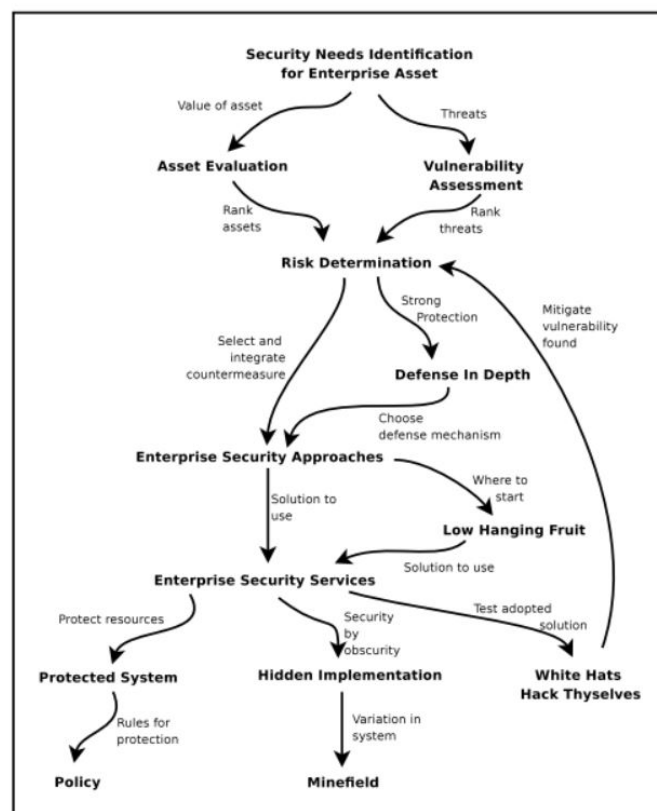 Security Needs Identification
for Enterprise Asset
Value of asset
Threats
Asset Evaluation
Vulnerability
Assessment
Rank
assets
Rank
threats
Risk Determination
Strong
Protection
Mitigate
vulnerability
found
Select and
integrate
countermeasure
Defense In Depth
Choose
defense mechanism
Enterprise Security Approaches
Where to
start
Solution to
use
Low Hanging Fruit
Solution to use
Enterprise Security Services
Protect resources
Security
by
obscurity
Test adopted
solution
Protected System
Hidden Implementation
White Hats
Hack Thyselves
Rules for
protection
Variation in
system
Policy
Minefield